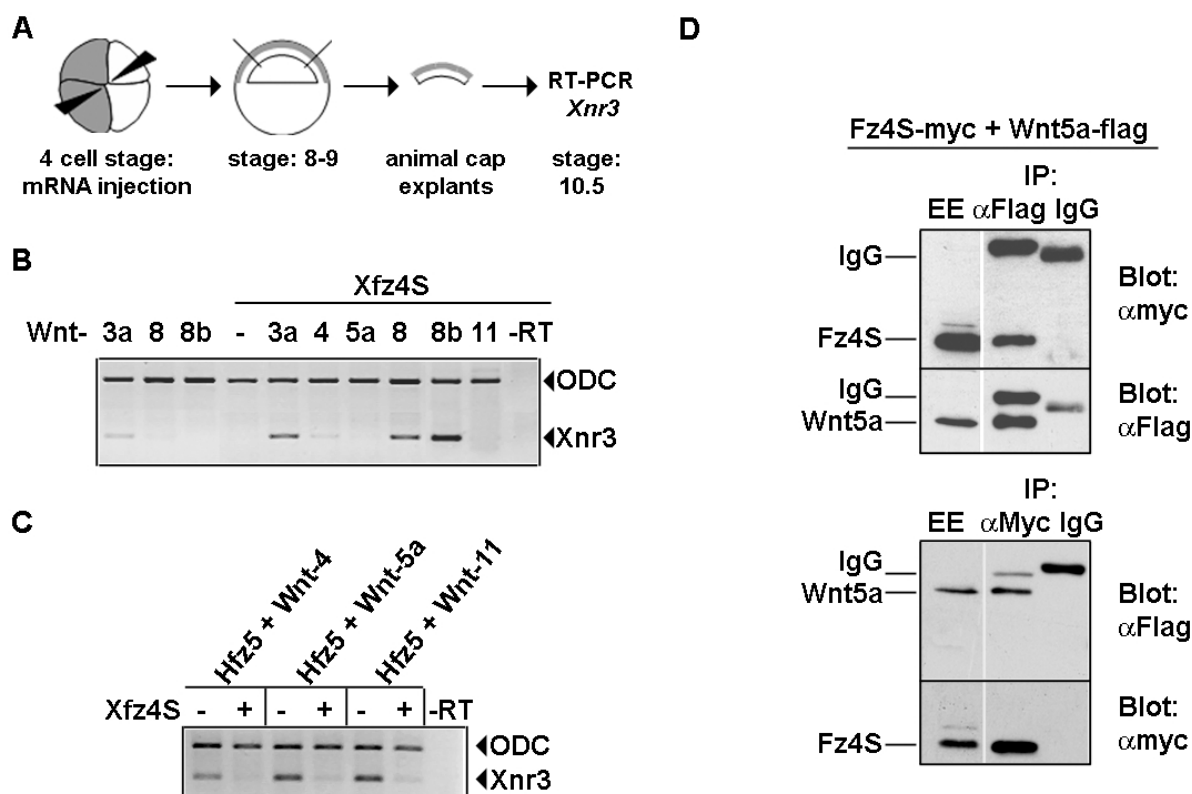 A
4 cell stage:
mRNA injection
stage: 8-9
animal cap
explants
RT-PCR
Xnr3
stage:
10.5
B
Xfz4S
Wnt- 3a 8 8b - 3a 4 5a 8 8b 11 -RT
ODC
Xnr3
C
Hfz5 + Wnt-4
Hfz5 + Wnt-5a
Hfz5 + Wnt-11
Xfz4S - + - + - + -RT
ODC
Xnr3
D
Fz4S-myc + Wnt5a-flag
IP:
EE αFlag IgG
IgG
Fz4S
Blot:
αmyc
IgG
Wnt5a
Blot:
αFlag
IP:
EE αMyc IgG
IgG
Wnt5a
Blot:
αFlag
Fz4S
Blot:
αmyc